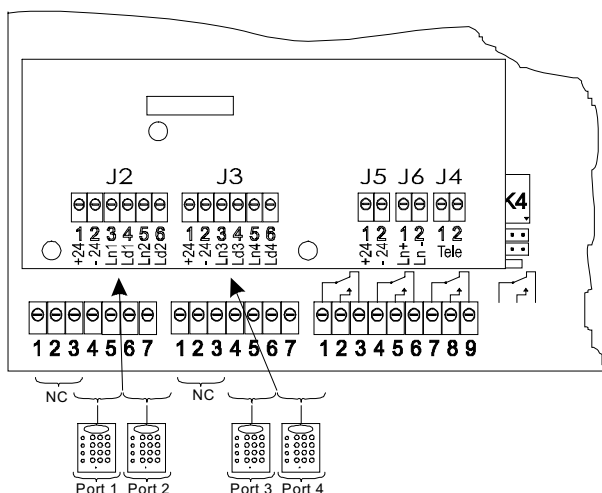 J2 J3 J5 J6 J4
K4
1 2 3 4 5 6 1 2 3 4 5 6 1 2 1 2 1 2
+24 -24 Ln1 Ld1 Ln2 Ld2 +24 -24 Ln3 Ld3 Ln4 Ld4 +24 -24 Ln+ Ln- Tele
1 2 3 4 5 6 7 1 2 3 4 5 6 7 1 2 3 4 5 6 7 8 9
NC NC
Port 1 Port 2 Port 3 Port 4